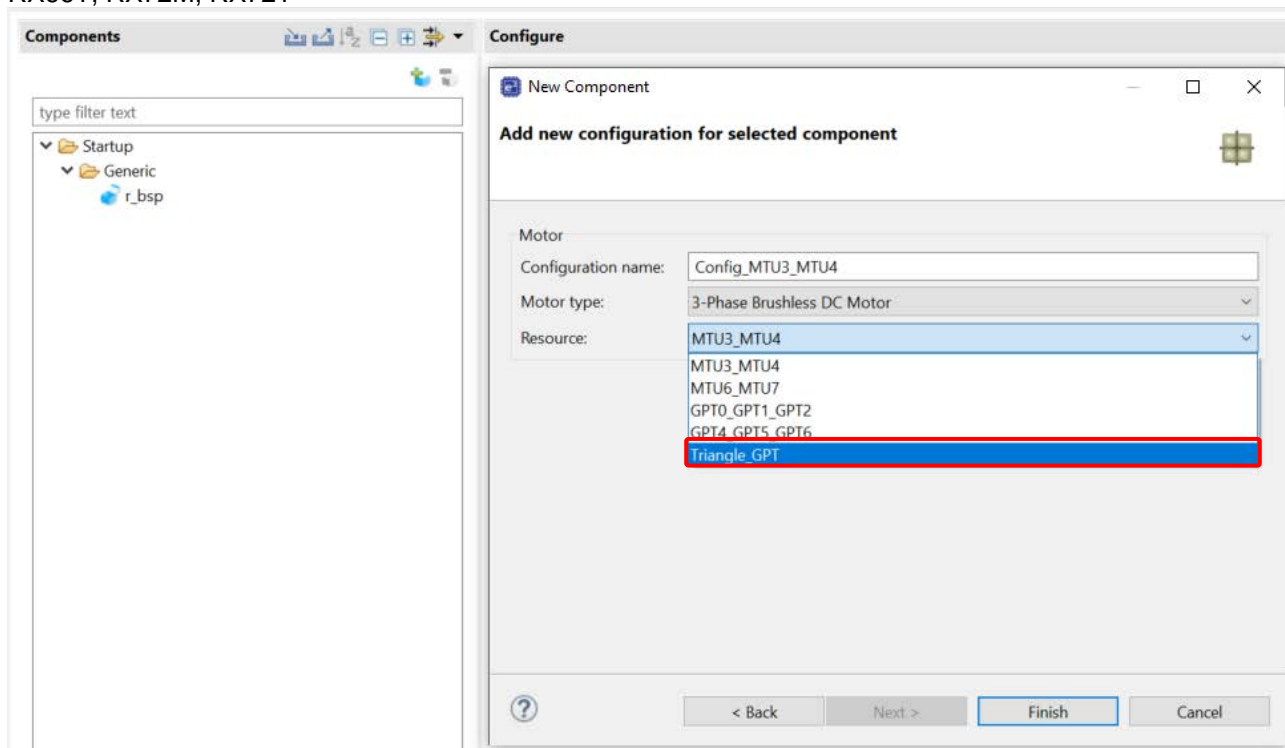 Components
Configure
type filter text
Startup
Generic
r_bsp
New Component
Add new configuration for selected component
Motor
Configuration name:
Config_MTU3_MTU4
Motor type:
3-Phase Brushless DC Motor
Resource:
MTU3_MTU4
MTU3_MTU4
MTU6_MTU7
GPT0_GPT1_GPT2
GPT4_GPT5_GPT6
Triangle_GPT
< Back
Next >
Finish
Cancel